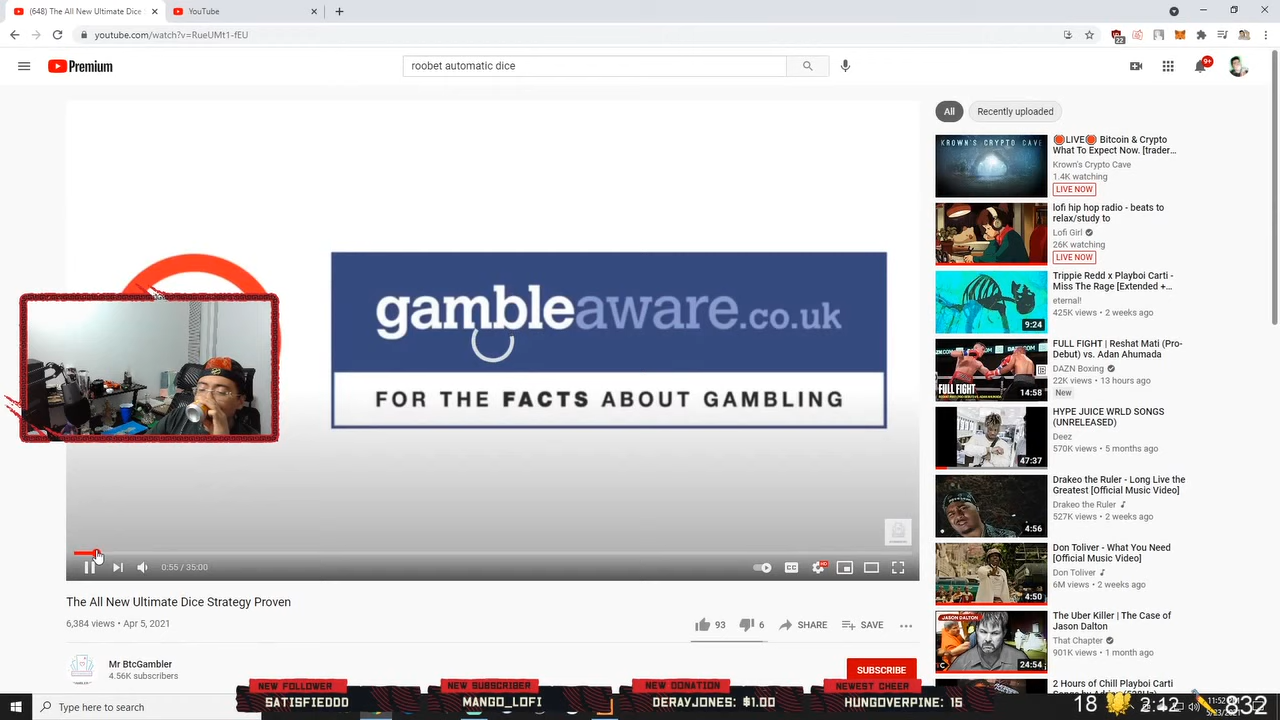 (648) The All New Ultimate Dice
YouTube
youtube.com/watch?v=RueUMt1-fEU
22
Premium
roobet automatic dice
9+
All
Recently uploaded
gambleaware.co.uk
FOR THE FACTS ABOUT GAMBLING
0:55 / 35:00
CC
HD
The All New Ultimate Dice Strategy Proven
6,384 views • Apr 5, 2021
93
6
SHARE
SAVE
Mr BtcGambler
4.56K subscribers
SUBSCRIBE
KROWN'S CRYPTO CAVE
🔴LIVE🔴 Bitcoin & Crypto
What To Expect Now. [trader...
Krown's Crypto Cave
1.4K watching
LIVE NOW
lofi hip hop radio - beats to
relax/study to
Lofi Girl
26K watching
LIVE NOW
9:24
Trippie Redd x Playboi Carti -
Miss The Rage [Extended +...
eternal!
425K views • 2 weeks ago
FULL FIGHT
14:58
FULL FIGHT | Reshat Mati (Pro-
Debut) vs. Adan Ahumada
DAZN Boxing
22K views • 13 hours ago
New
47:37
HYPE JUICE WRLD SONGS
(UNRELEASED)
Deez
570K views • 5 months ago
4:56
Drakeo the Ruler - Long Live the
Greatest [Official Music Video]
Drakeo the Ruler
527K views • 2 weeks ago
4:50
Don Toliver - What You Need
[Official Music Video]
Don Toliver
6M views • 2 weeks ago
JASON DALTON
24:54
The Uber Killer | The Case of
Jason Dalton
That Chapter
901K views • 1 month ago
2 Hours of Chill Playboi Carti
NEW FOLLOWER
SATISFIEDDO
NEW SUBSCRIBER
MANGO_LOFI
NEW DONATION
DERAYJONES: $1.00
NEWEST CHEER
HUNGOVERPINE: 15
Type here to search
18